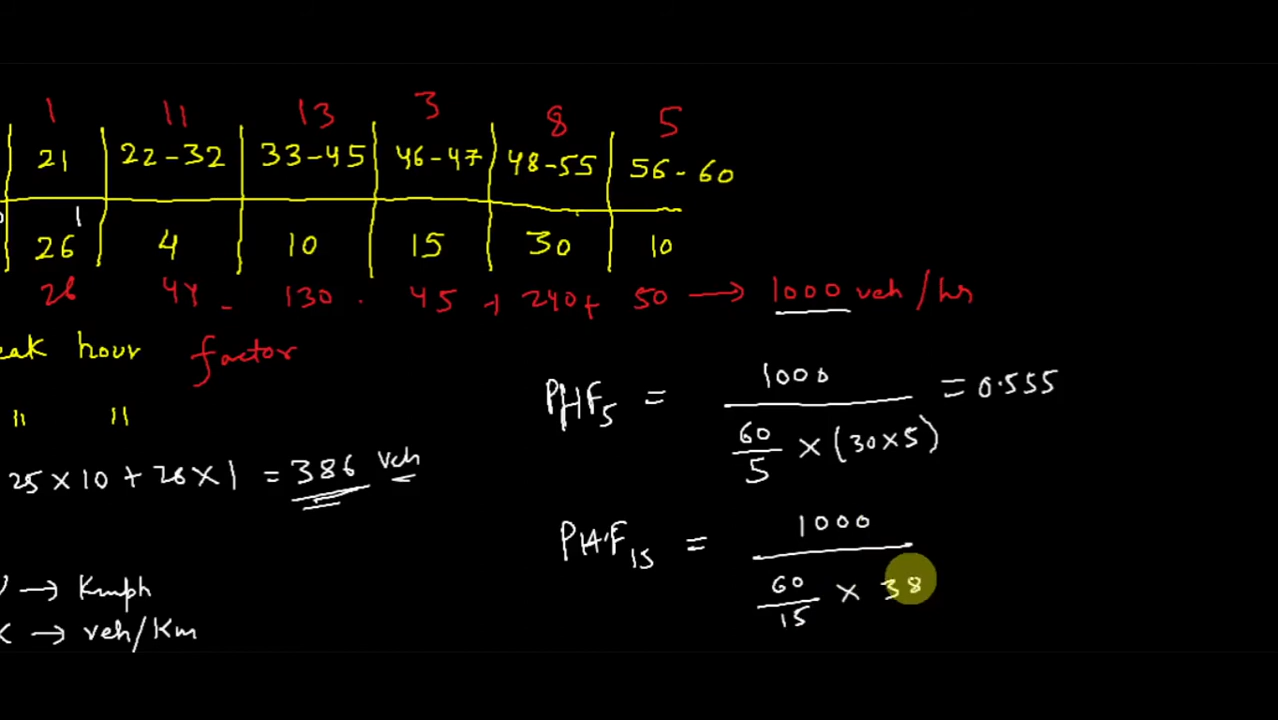 1 11 13 3 8 5
21 22-32 33-45 46-47 48-55 56-60
1
26 4 10 15 30 10
26 44 - 130 . 45 + 240 + 50 → 1000 veh/hr
eak hour factor
PHF5 = 1000 / (60/5 × (30×5)) = 0.555
11 11
25×10 + 26×1 = 386 veh
PHF15 = 1000 / (60/15 × 38
→ Kmph
→ veh/Km